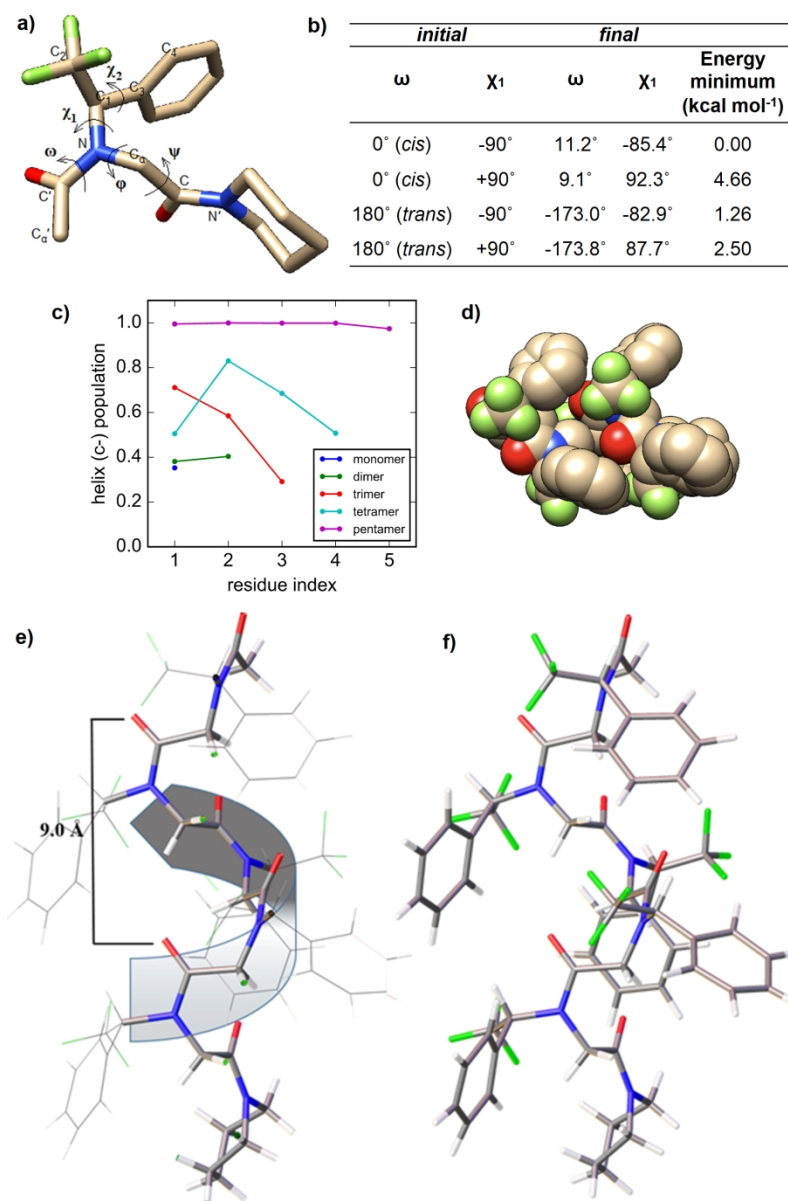 a)
C₂
C₄
χ₂
C₁
C₃
χ₁
N
Cα
ω
ψ
φ
C'
C
N'
Cα'
b)
initial final
ω χ₁ ω χ₁ Energy minimum (kcal mol⁻¹)
0˚ (cis) -90˚ 11.2˚ -85.4˚ 0.00
0˚ (cis) +90˚ 9.1˚ 92.3˚ 4.66
180˚ (trans) -90˚ -173.0˚ -82.9˚ 1.26
180˚ (trans) +90˚ -173.8˚ 87.7˚ 2.50
c)
helix (c-) population
1.0
0.8
0.6
0.4
0.2
0.0
monomer
dimer
trimer
tetramer
pentamer
1 2 3 4 5
residue index
d)
e)
9.0 Å
f)